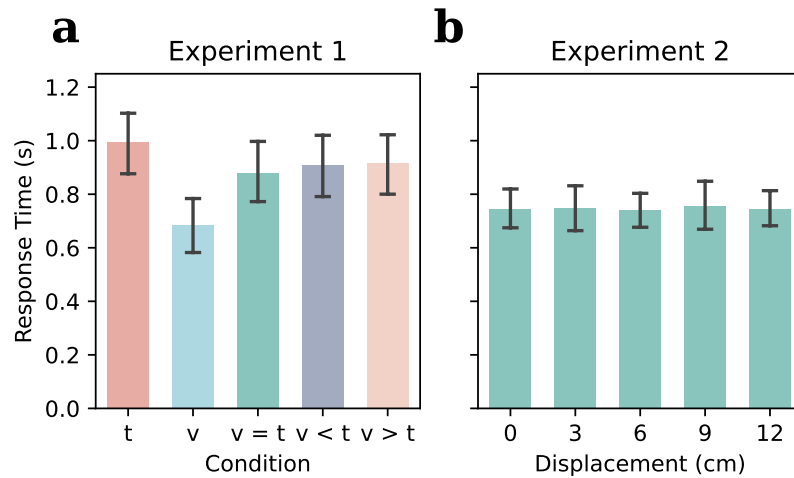 a
Experiment 1
Response Time (s)
1.2
1.0
0.8
0.6
0.4
0.2
0.0
t v v = t v < t v > t
Condition
b
Experiment 2
0 3 6 9 12
Displacement (cm)